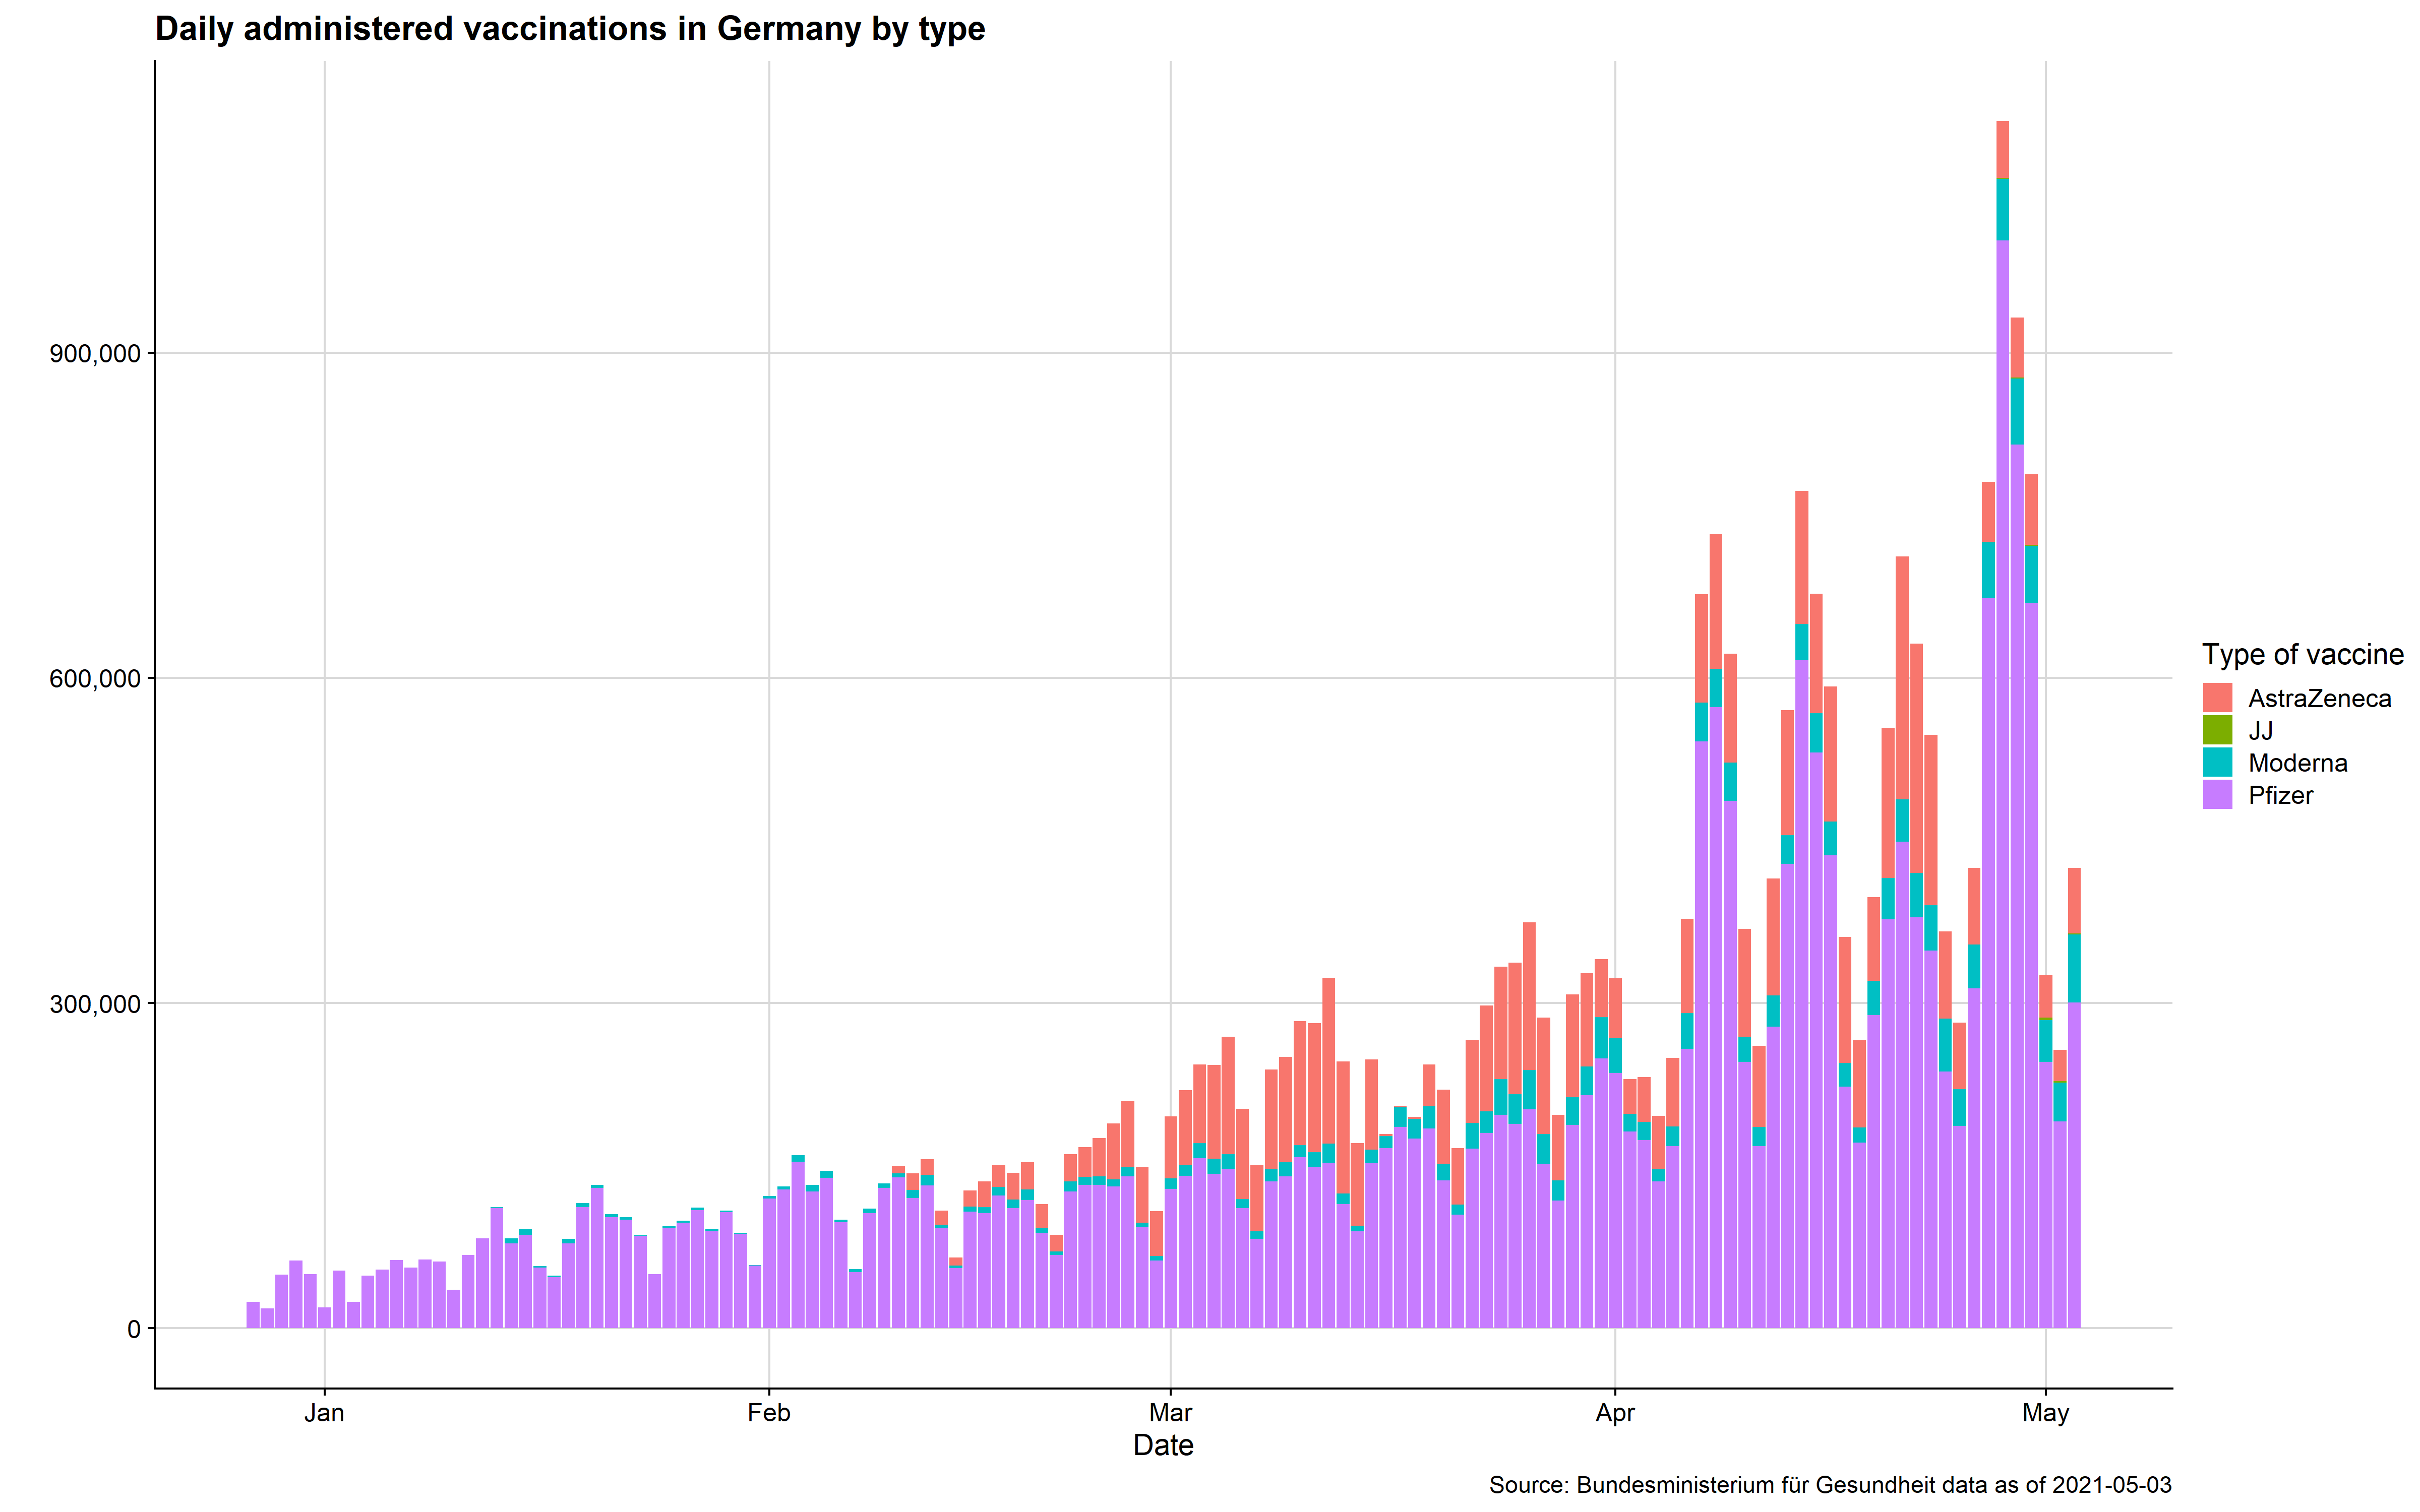 Daily administered vaccinations in Germany by type
900,000
600,000
300,000
0
Jan Feb Mar Apr May
Date
Type of vaccine
AstraZeneca
JJ
Moderna
Pfizer
Source: Bundesministerium für Gesundheit data as of 2021-05-03